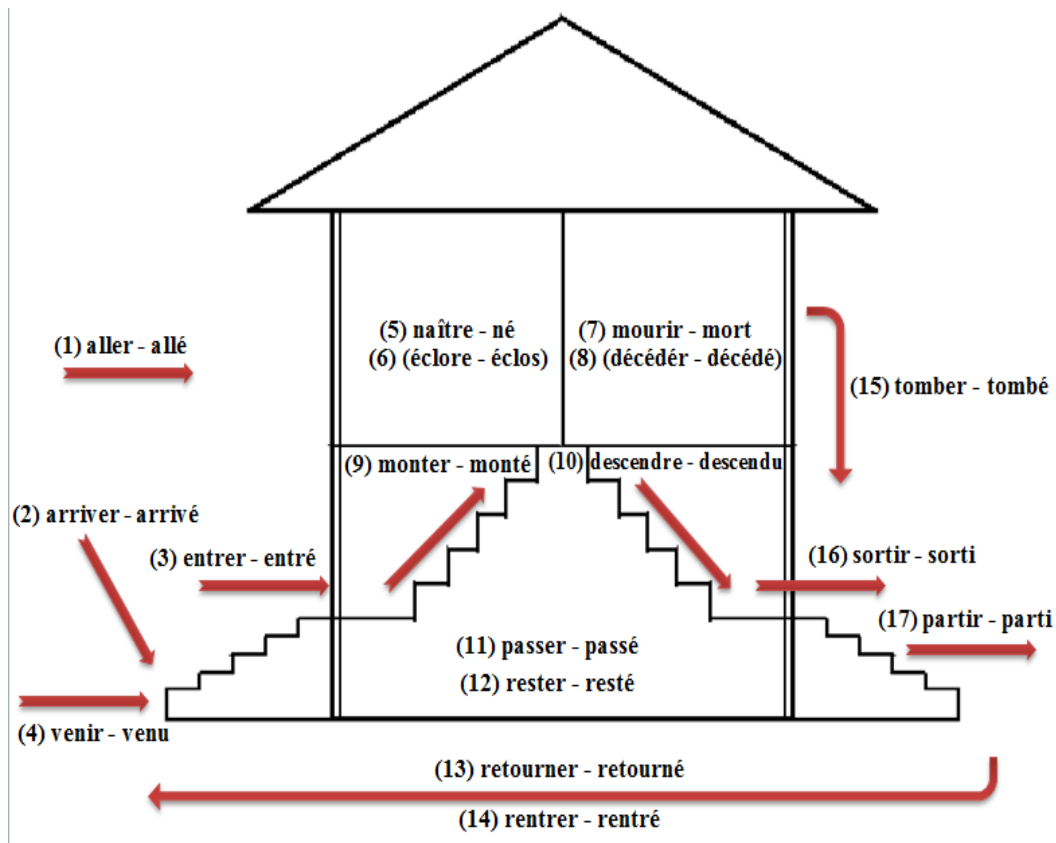 (1) aller - allé
(2) arriver - arrivé
(3) entrer - entré
(4) venir - venu
(5) naître - né
(6) (éclore - éclos)
(7) mourir - mort
(8) (décédér - décédé)
(9) monter - monté
(10) descendre - descendu
(11) passer - passé
(12) rester - resté
(13) retourner - retourné
(14) rentrer - rentré
(15) tomber - tombé
(16) sortir - sorti
(17) partir - parti